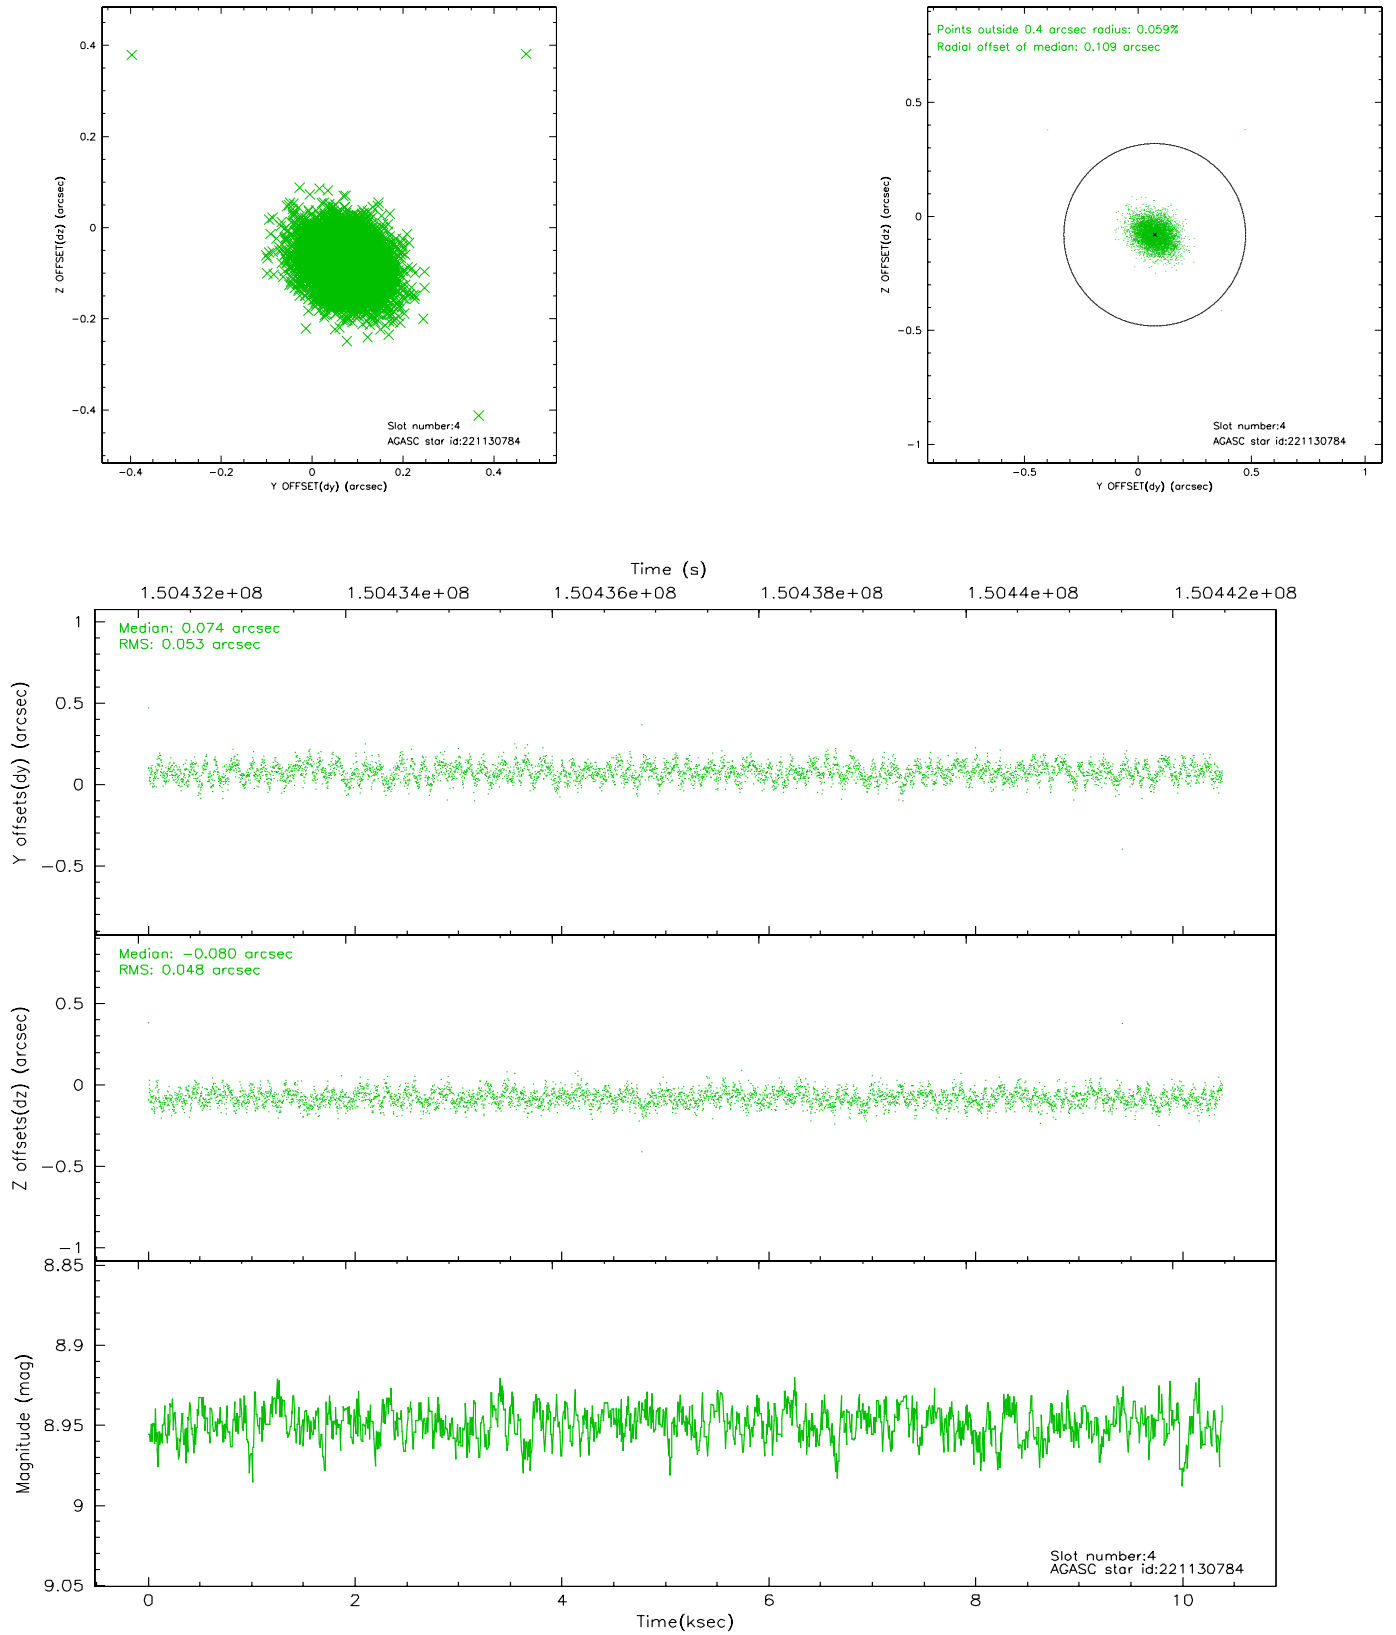 0.4
0.2
0
−0.2
−0.4
Z OFFSET(dz) (arcsec)
Slot number:4
AGASC star id:221130784
−0.4 −0.2 0 0.2 0.4
Y OFFSET(dy) (arcsec)
Points outside 0.4 arcsec radius: 0.059%
Radial offset of median: 0.109 arcsec
0.5
0
−0.5
−1
Z OFFSET(dz) (arcsec)
Slot number:4
AGASC star id:221130784
−0.5 0 0.5 1
Y OFFSET(dy) (arcsec)
Time (s)
1.50432e+08 1.50434e+08 1.50436e+08 1.50438e+08 1.5044e+08 1.50442e+08
Median: 0.074 arcsec
RMS: 0.053 arcsec
1
0.5
0
−0.5
Y offsets(dy) (arcsec)
Median: −0.080 arcsec
RMS: 0.048 arcsec
0.5
0
−0.5
−1
Z offsets(dz) (arcsec)
8.85
8.9
8.95
9
9.05
Magnitude (mag)
Slot number:4
AGASC star id:221130784
0 2 4 6 8 10
Time(ksec)